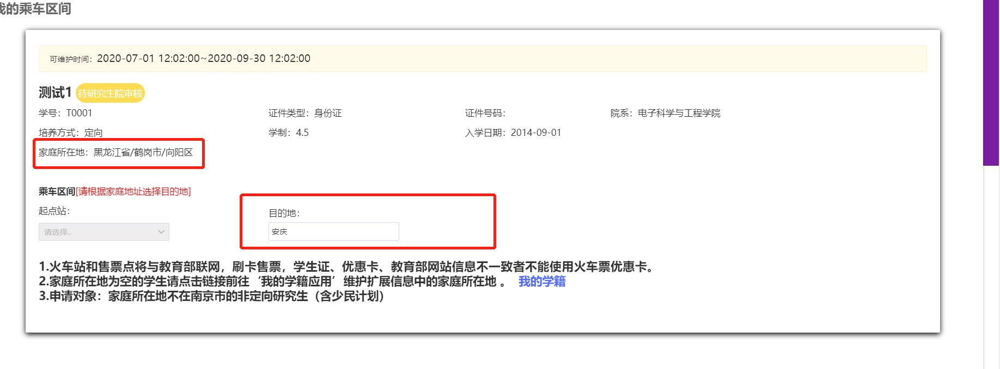 我的乘车区间
可维护时间：2020-07-01 12:02:00~2020-09-30 12:02:00
测试1 待研究生院审核
学号：T0001 证件类型：身份证 证件号码： 院系：电子科学与工程学院
培养方式：定向 学制：4.5 入学日期：2014-09-01
家庭所在地：黑龙江省/鹤岗市/向阳区
乘车区间[请根据家庭地址选择目的地]
起点站： 目的地：
请选择.. 安庆
1.火车站和售票点将与教育部联网，刷卡售票，学生证、优惠卡、教育部网站信息不一致者不能使用火车票优惠卡。
2.家庭所在地为空的学生请点击链接前往‘我的学籍应用’维护扩展信息中的家庭所在地 。 我的学籍
3.申请对象：家庭所在地不在南京市的非定向研究生（含少民计划）